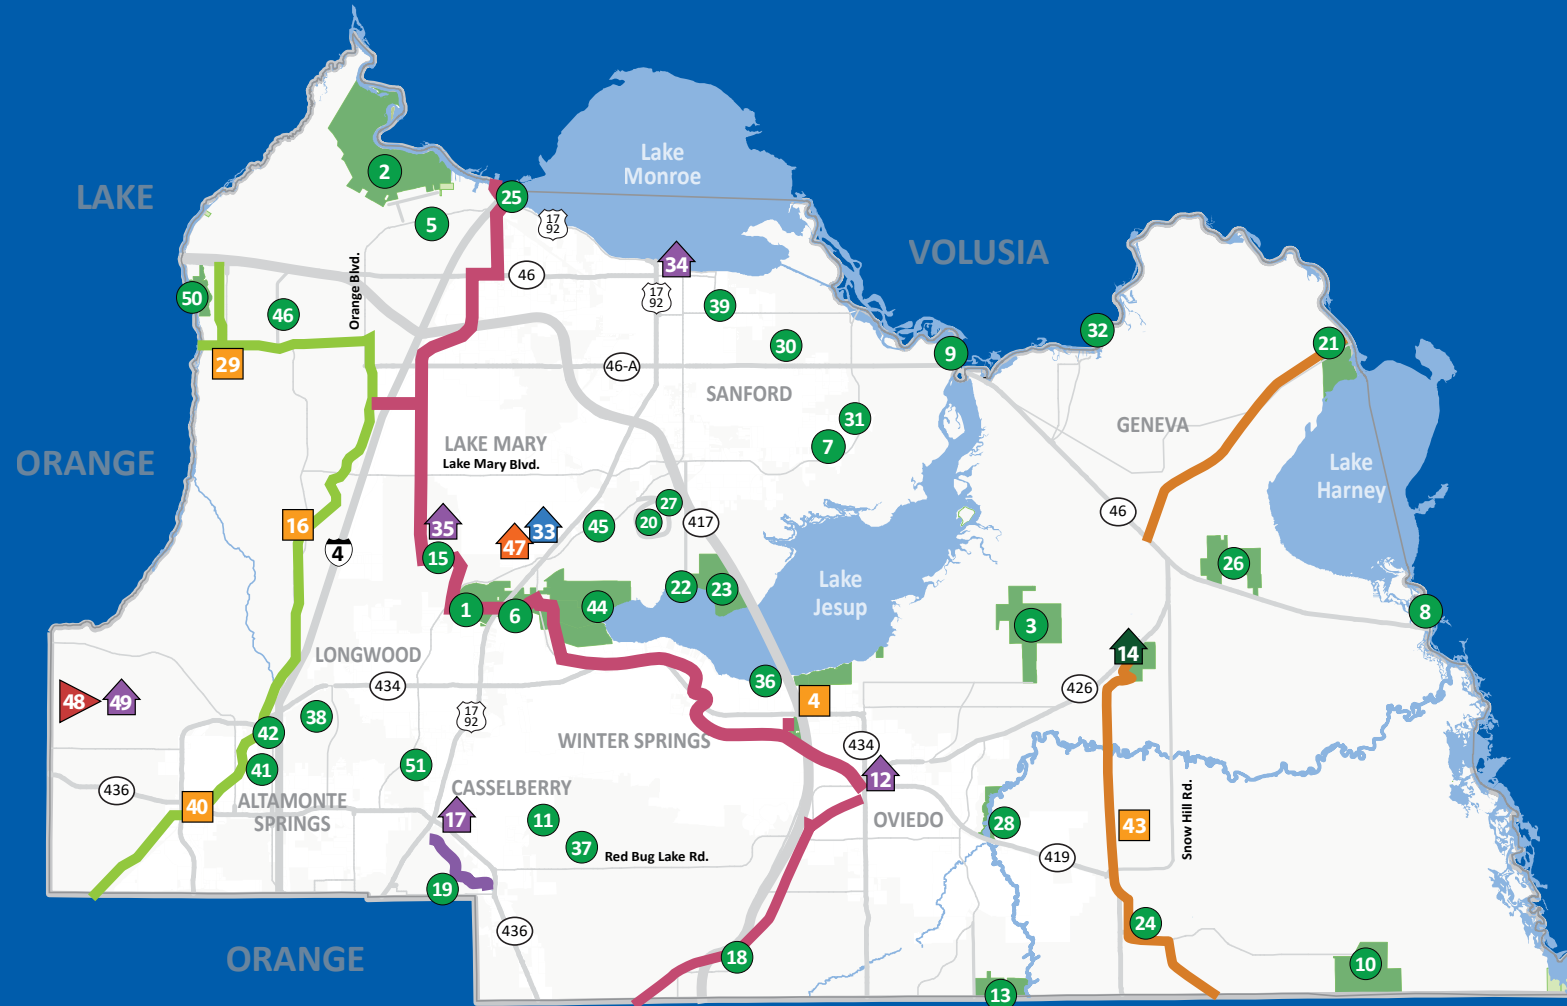 Lake
Monroe
2
LAKE
25
5
17
92
VOLUSIA
34
46
50
46
Orange Blvd.
17
92
39
32
21
29
30
9
46-A
SANFORD
31
GENEVA
7
LAKE MARY
Lake Mary Blvd.
ORANGE
Lake
Harney
27
46
16
35
33
45
20
417
47
4
15
26
Lake
Jesup
22
23
1
6
44
8
3
LONGWOOD
14
434
36
426
48
49
4
38
17
92
42
WINTER SPRINGS
434
51
41
12
436
CASSELBERRY
40
ALTAMONTE
SPRINGS
17
11
OVIEDO
28
43
Snow Hill Rd.
37
Red Bug Lake Rd.
419
19
24
436
ORANGE
18
10
13